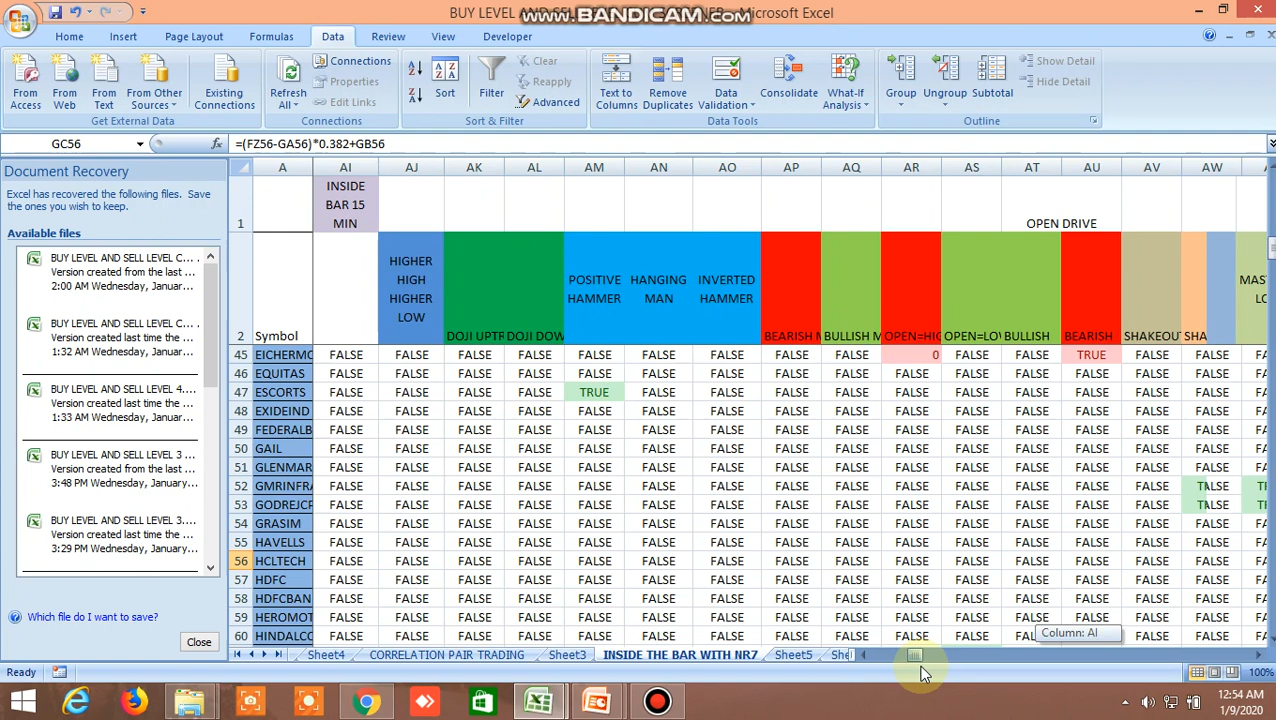 BUY LEVEL AND SELL
NER - Microsoft Excel
www.BANDICAM.com
Home Insert Page Layout Formulas Data Review View Developer
From Access
From Web
From Text
From Other Sources
Existing Connections
Get External Data
Refresh All
Connections
Properties
Edit Links
Connections
Sort
Filter
Clear
Reapply
Advanced
Sort & Filter
Text to Columns
Remove Duplicates
Data Validation
Consolidate
What-If Analysis
Data Tools
Group
Ungroup
Subtotal
Show Detail
Hide Detail
Outline
GC56 fx =(FZ56-GA56)*0.382+GB56
Document Recovery
Excel has recovered the following files. Save
the ones you wish to keep.
Available files
BUY LEVEL AND SELL LEVEL C... .
Version created from the last ...
2:00 AM Wednesday, Januar...
BUY LEVEL AND SELL LEVEL C... .
Version created last time the ...
1:32 AM Wednesday, Januar...
BUY LEVEL AND SELL LEVEL 4....
Version created last time the ...
1:33 AM Wednesday, Januar...
BUY LEVEL AND SELL LEVEL 3 ...
Version created from the last ...
3:48 PM Wednesday, January...
BUY LEVEL AND SELL LEVEL 3....
Version created last time the ...
3:29 PM Wednesday, January...
Which file do I want to save?
Close
A AI AJ AK AL AM AN AO AP AQ AR AS AT AU AV AW
1 INSIDE BAR 15 MIN OPEN DRIVE
2 Symbol HIGHER HIGH HIGHER LOW DOJI UPTR DOJI DOW POSITIVE HAMMER HANGING MAN INVERTED HAMMER BEARISH M BULLISH M OPEN=HIG OPEN=LOW BULLISH BEARISH SHAKEOUT SHA MAST LO
45 EICHERMO FALSE FALSE FALSE FALSE FALSE FALSE FALSE FALSE FALSE 0 FALSE FALSE TRUE FALSE FALSE FA
46 EQUITAS FALSE FALSE FALSE FALSE FALSE FALSE FALSE FALSE FALSE FALSE FALSE FALSE FALSE FALSE FALSE FA
47 ESCORTS FALSE FALSE FALSE FALSE TRUE FALSE FALSE FALSE FALSE FALSE FALSE FALSE FALSE FALSE FALSE FA
48 EXIDEIND FALSE FALSE FALSE FALSE FALSE FALSE FALSE FALSE FALSE FALSE FALSE FALSE FALSE FALSE FALSE FA
49 FEDERALB FALSE FALSE FALSE FALSE FALSE FALSE FALSE FALSE FALSE FALSE FALSE FALSE FALSE FALSE FALSE FA
50 GAIL FALSE FALSE FALSE FALSE FALSE FALSE FALSE FALSE FALSE FALSE FALSE FALSE FALSE FALSE FALSE FA
51 GLENMAR FALSE FALSE FALSE FALSE FALSE FALSE FALSE FALSE FALSE FALSE FALSE FALSE FALSE FALSE FALSE FA
52 GMRINFRA FALSE FALSE FALSE FALSE FALSE FALSE FALSE FALSE FALSE FALSE FALSE FALSE FALSE FALSE
53 GODREJCP FALSE FALSE FALSE FALSE FALSE FALSE FALSE FALSE FALSE FALSE FALSE FALSE FALSE FALSE
54 GRASIM FALSE FALSE FALSE FALSE FALSE FALSE FALSE FALSE FALSE FALSE FALSE FALSE FALSE FALSE FALSE FA
55 HAVELLS FALSE FALSE FALSE FALSE FALSE FALSE FALSE FALSE FALSE FALSE FALSE FALSE FALSE FALSE FALSE FA
56 HCLTECH FALSE FALSE FALSE FALSE FALSE FALSE FALSE FALSE FALSE FALSE FALSE FALSE FALSE FALSE FALSE FA
57 HDFC FALSE FALSE FALSE FALSE FALSE FALSE FALSE FALSE FALSE FALSE FALSE FALSE FALSE FALSE FALSE FA
58 HDFCBAN FALSE FALSE FALSE FALSE FALSE FALSE FALSE FALSE FALSE FALSE FALSE FALSE FALSE FALSE FALSE FA
59 HEROMOT FALSE FALSE FALSE FALSE FALSE FALSE FALSE FALSE FALSE FALSE FALSE FALSE FALSE FALSE FALSE FA
60 HINDALCO FALSE FALSE FALSE FALSE FALSE FALSE FALSE FALSE FALSE FALSE FALSE FALSE FALSE FA
Column: AI
Sheet4 CORRELATION PAIR TRADING Sheet3 INSIDE THE BAR WITH NR7 Sheet5 She
Ready 100%
12:54 AM
1/9/2020